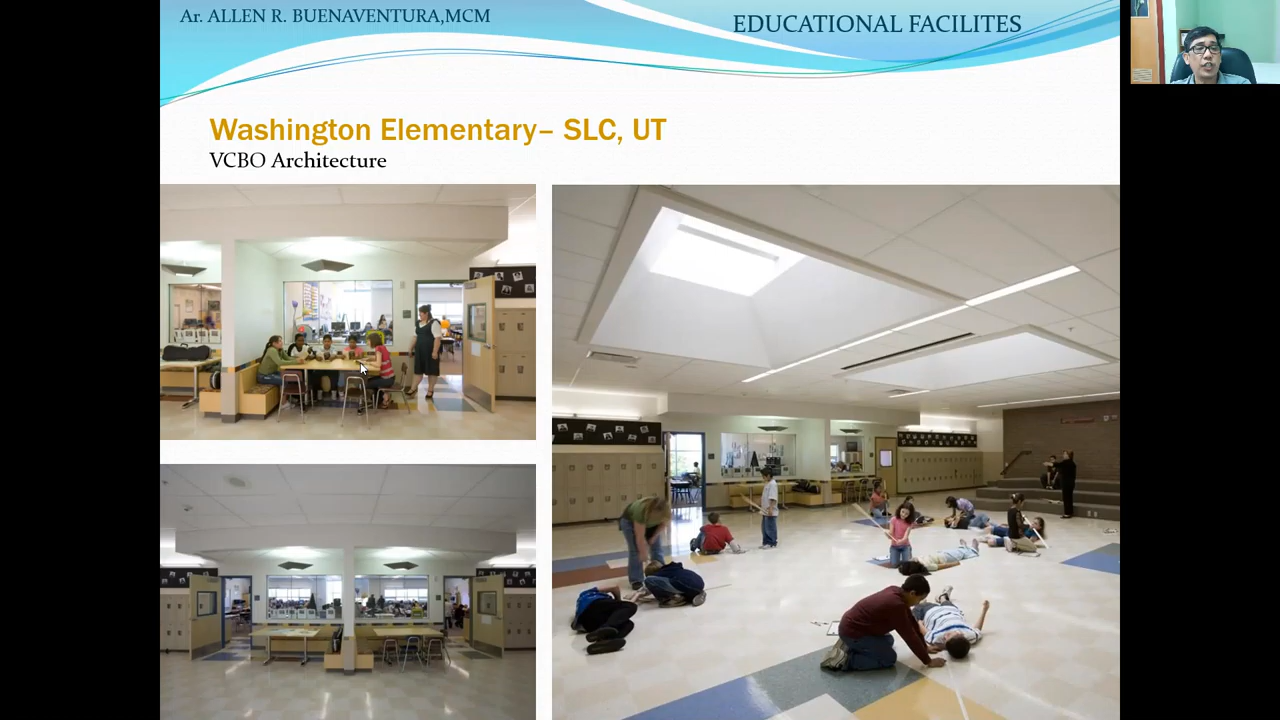 Ar. ALLEN R. BUENAVENTURA,MCM
EDUCATIONAL FACILITES
Washington Elementary– SLC, UT
VCBO Architecture